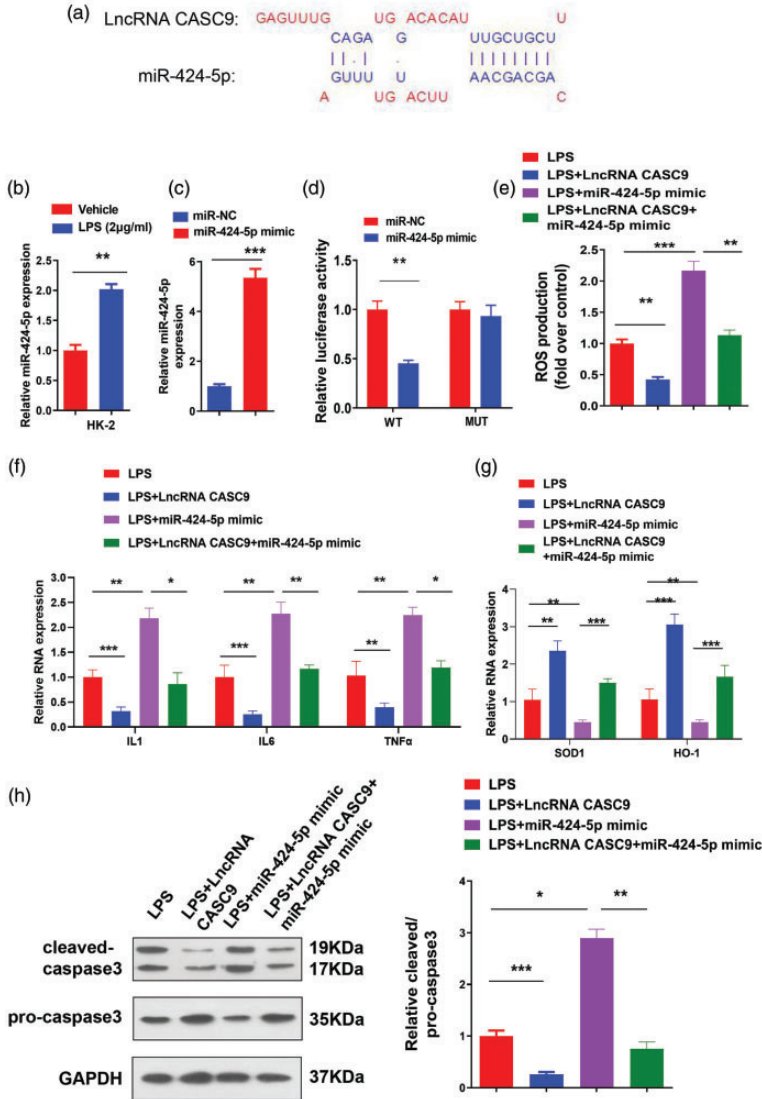 (a)
LncRNA CASC9: GAGUUUG UG ACACAU U
CAGA G UUGCUGCU
miR-424-5p: GUUU U AACGACGA
A UG ACUU C
(b)
Vehicle
LPS (2μg/ml)
Relative miR-424-5p expression
2.5
2.0
1.5
1.0
0.5
0.0
**
HK-2
(c)
miR-NC
miR-424-5p mimic
Relative miR-424-5p
expression
6
4
2
0
***
(d)
miR-NC
miR-424-5p mimic
Relative luciferase activity
1.5
1.0
0.5
0.0
**
WT MUT
(e)
LPS
LPS+LncRNA CASC9
LPS+miR-424-5p mimic
LPS+LncRNA CASC9+
miR-424-5p mimic
ROS production
(fold over control)
2.5
2.0
1.5
1.0
0.5
0.0
*** **
**
(f)
LPS
LPS+LncRNA CASC9
LPS+miR-424-5p mimic
LPS+LncRNA CASC9+miR-424-5p mimic
Relative RNA expression
3.0
2.5
2.0
1.5
1.0
0.5
0.0
** * ** ** ** *
*** *** **
IL1 IL6 TNFα
(g)
LPS
LPS+LncRNA CASC9
LPS+miR-424-5p mimic
LPS+LncRNA CASC9
+miR-424-5p mimic
Relative RNA expression
4
3
2
1
0
** ** ***
** *** ***
SOD1 HO-1
(h)
LPS
LPS+LncRNA
CASC9
LPS+miR-424-5p mimic
LPS+LncRNA CASC9+
miR-424-5p mimic
cleaved-
caspase3
19KDa
17KDa
pro-caspase3 35KDa
GAPDH 37KDa
LPS
LPS+LncRNA CASC9
LPS+miR-424-5p mimic
LPS+LncRNA CASC9+miR-424-5p mimic
Relative cleaved/
pro-caspase3
4
3
2
1
0
* **
***